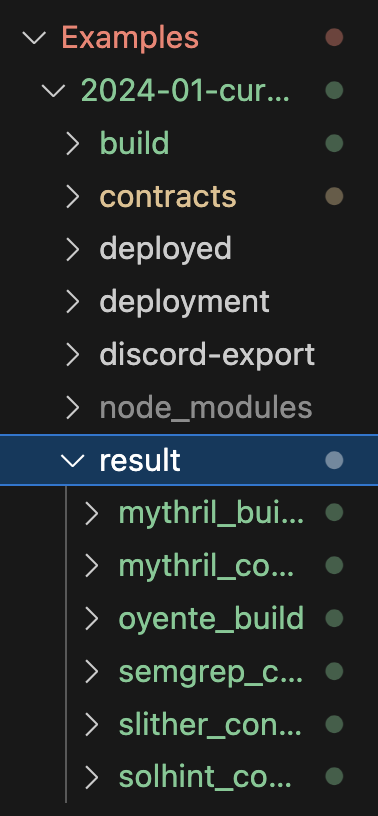 Examples
2024-01-cur...
build
contracts
deployed
deployment
discord-export
node_modules
result
mythril_bui...
mythril_co...
oyente_build
semgrep_c...
slither_con...
solhint_co...